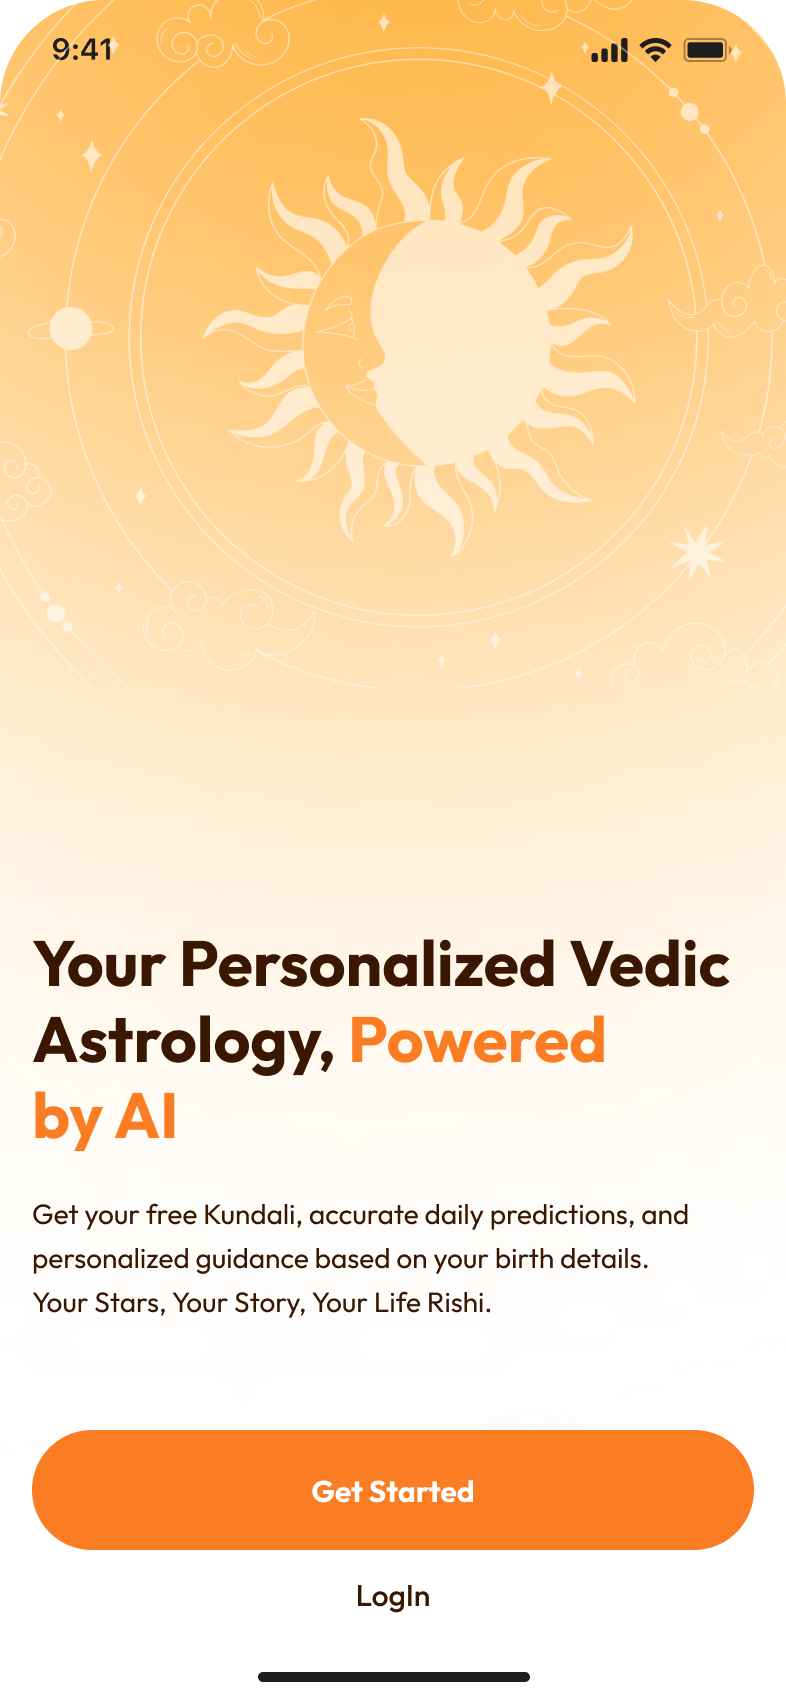 9:41
Your Personalized Vedic
Astrology, Powered
by AI
Get your free Kundali, accurate daily predictions, and
personalized guidance based on your birth details.
Your Stars, Your Story, Your Life Rishi.
Get Started
LogIn